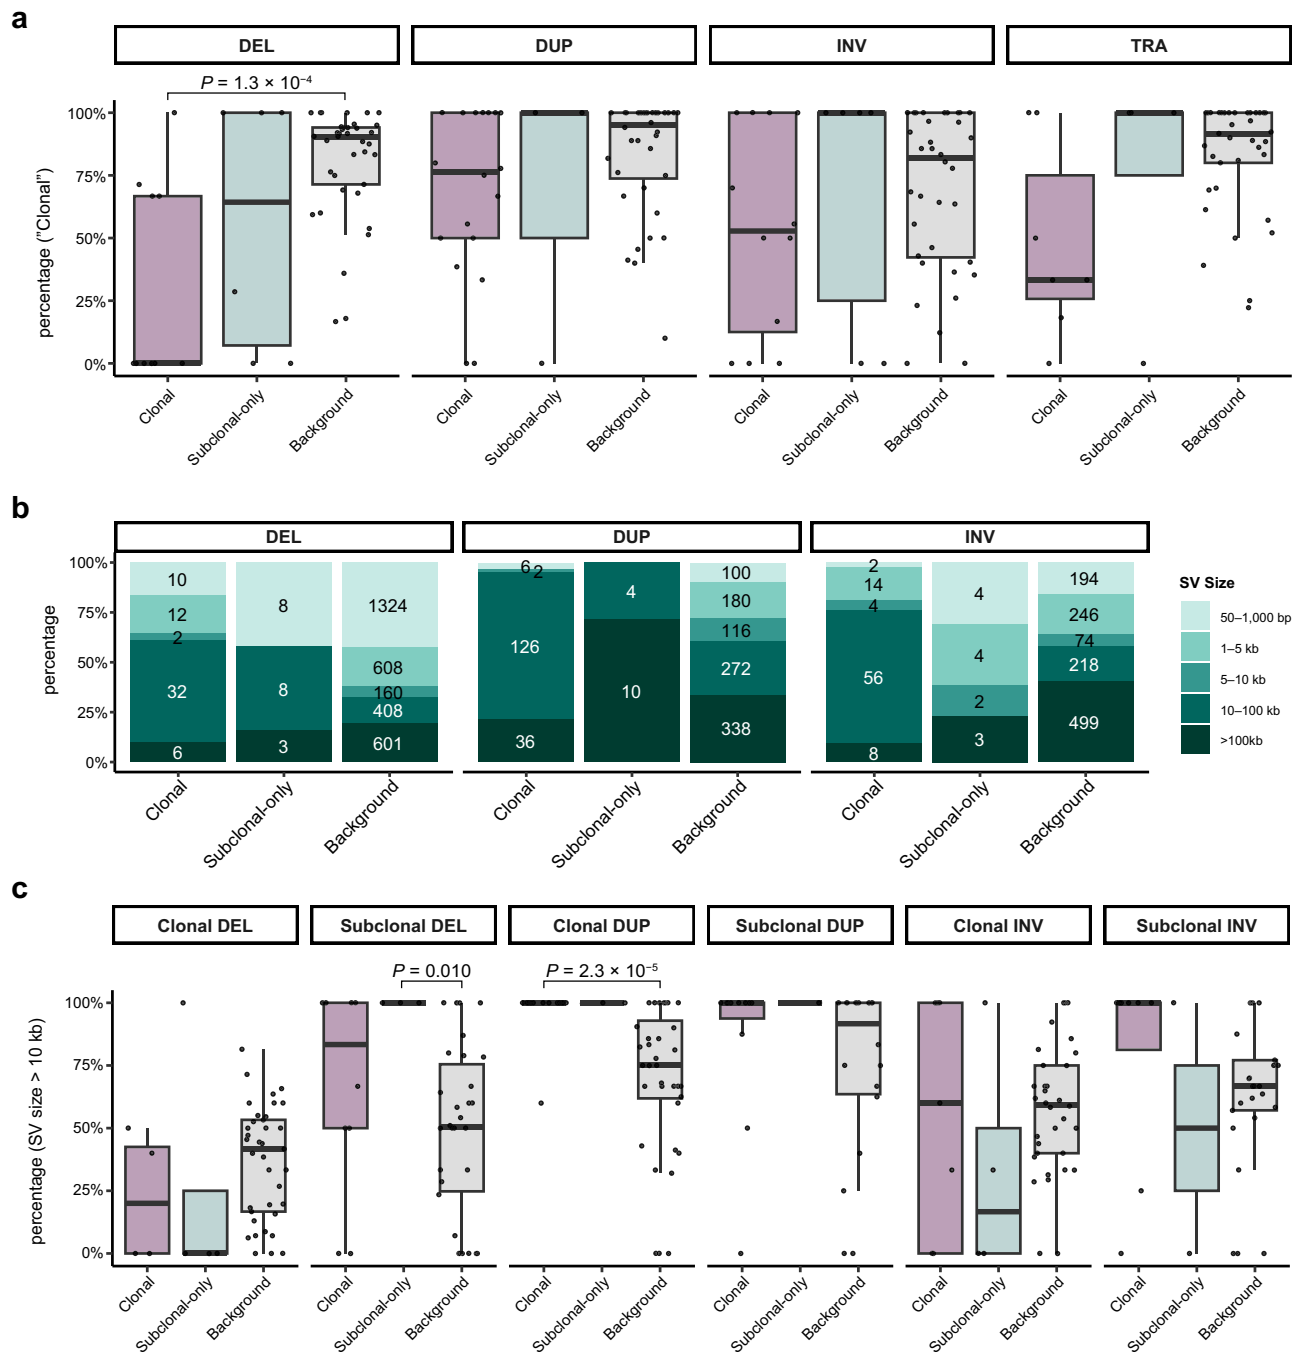 a
DEL DUP INV TRA
P = 1.3 × 10⁻⁴
percentage ("Clonal")
100%
75%
50%
25%
0%
Clonal Subclonal-only Background Clonal Subclonal-only Background Clonal Subclonal-only Background Clonal Subclonal-only Background
b
DEL DUP INV
percentage
100%
75%
50%
25%
0%
10 12 2 32 6
8 8 3
1324 608 160 408 601
6 2 126 36
4 10
100 180 116 272 338
2 14 4 56 8
4 4 2 3
194 246 74 218 499
Clonal Subclonal-only Background Clonal Subclonal-only Background Clonal Subclonal-only Background
SV Size
50–1,000 bp
1–5 kb
5–10 kb
10–100 kb
>100kb
c
Clonal DEL Subclonal DEL Clonal DUP Subclonal DUP Clonal INV Subclonal INV
P = 0.010 P = 2.3 × 10⁻⁵
percentage (SV size > 10 kb)
100%
75%
50%
25%
0%
Clonal Subclonal-only Background Clonal Subclonal-only Background Clonal Subclonal-only Background Clonal Subclonal-only Background Clonal Subclonal-only Background Clonal Subclonal-only Background